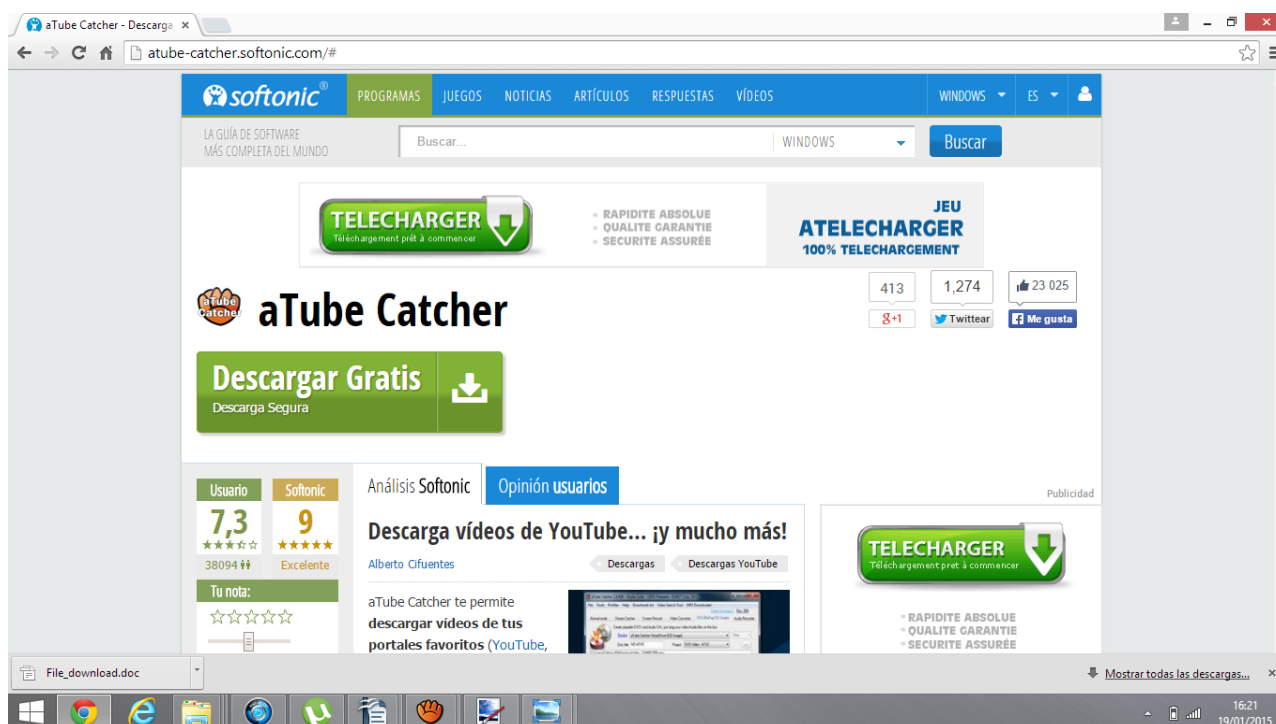 aTube Catcher - Descarga
atube-catcher.softonic.com/#
softonic®
PROGRAMAS
JUEGOS
NOTICIAS
ARTÍCULOS
RESPUESTAS
VÍDEOS
WINDOWS
ES
LA GUÍA DE SOFTWARE
MÁS COMPLETA DEL MUNDO
Buscar...
WINDOWS
Buscar
TELECHARGER
Téléchargement prêt à commencer
RAPIDITE ABSOLUE
QUALITE GARANTIE
SECURITE ASSURÉE
JEU
ATELECHARGER
100% TELECHARGEMENT
aTube Catcher
aTube Catcher
413
1,274
23 025
g+1
Twittear
Me gusta
Descargar Gratis
Descarga Segura
Usuario
Softonic
7,3
9
38094
Excelente
Tu nota:
Análisis Softonic
Opinión usuarios
Publicidad
Descarga vídeos de YouTube... ¡y mucho más!
Alberto Cifuentes
Descargas
Descargas YouTube
aTube Catcher te permite
descargar vídeos de tus
portales favoritos (YouTube,
TELECHARGER
Téléchargement pret à commencer
RAPIDITE ABSOLUE
QUALITE GARANTIE
SECURITE ASSURÉE
File_download.doc
Mostrar todas las descargas...
16:21
19/01/2015